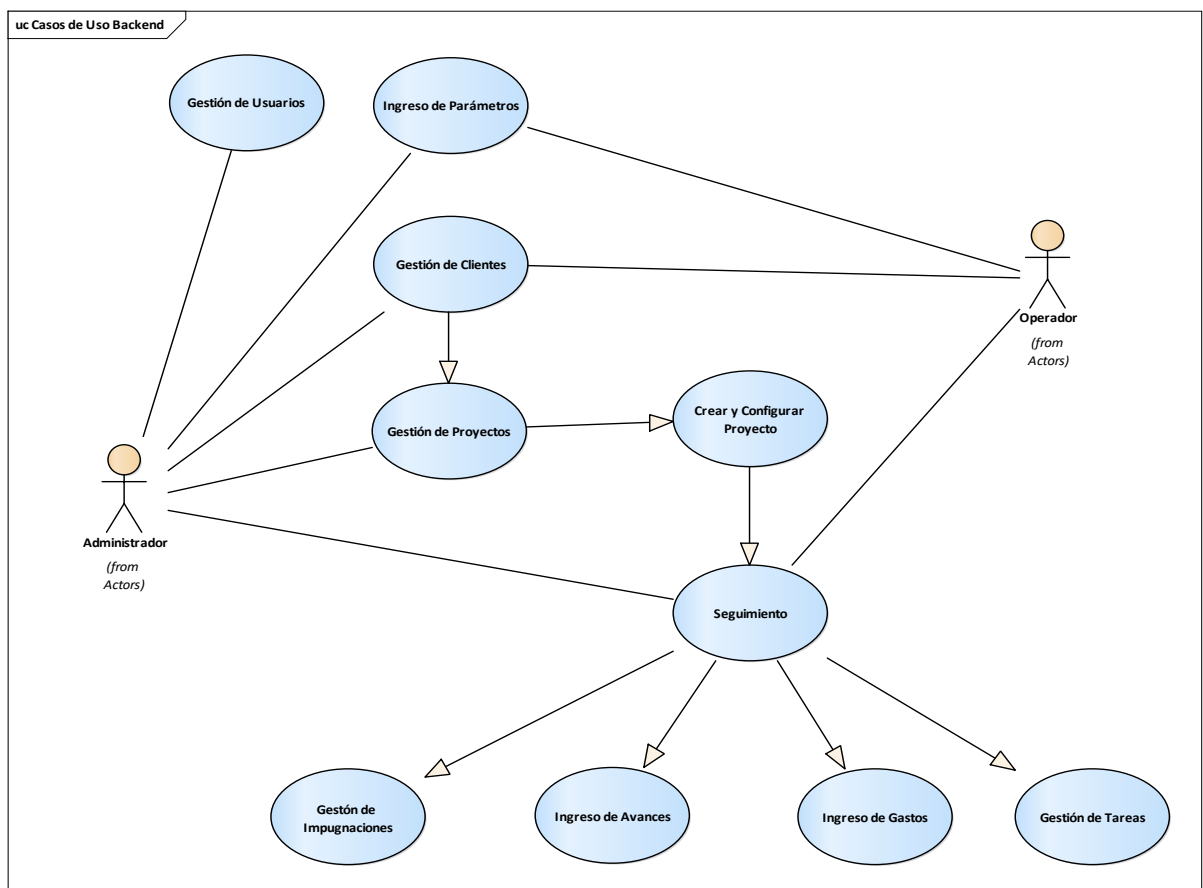 uc Casos de Uso Backend
Gestión de Usuarios
Ingreso de Parámetros
Gestión de Clientes
Operador
(from
Actors)
Gestión de Proyectos
Crear y Configurar
Proyecto
Administrador
(from
Actors)
Seguimiento
Gestón de
Impugnaciones
Ingreso de Avances
Ingreso de Gastos
Gestión de Tareas